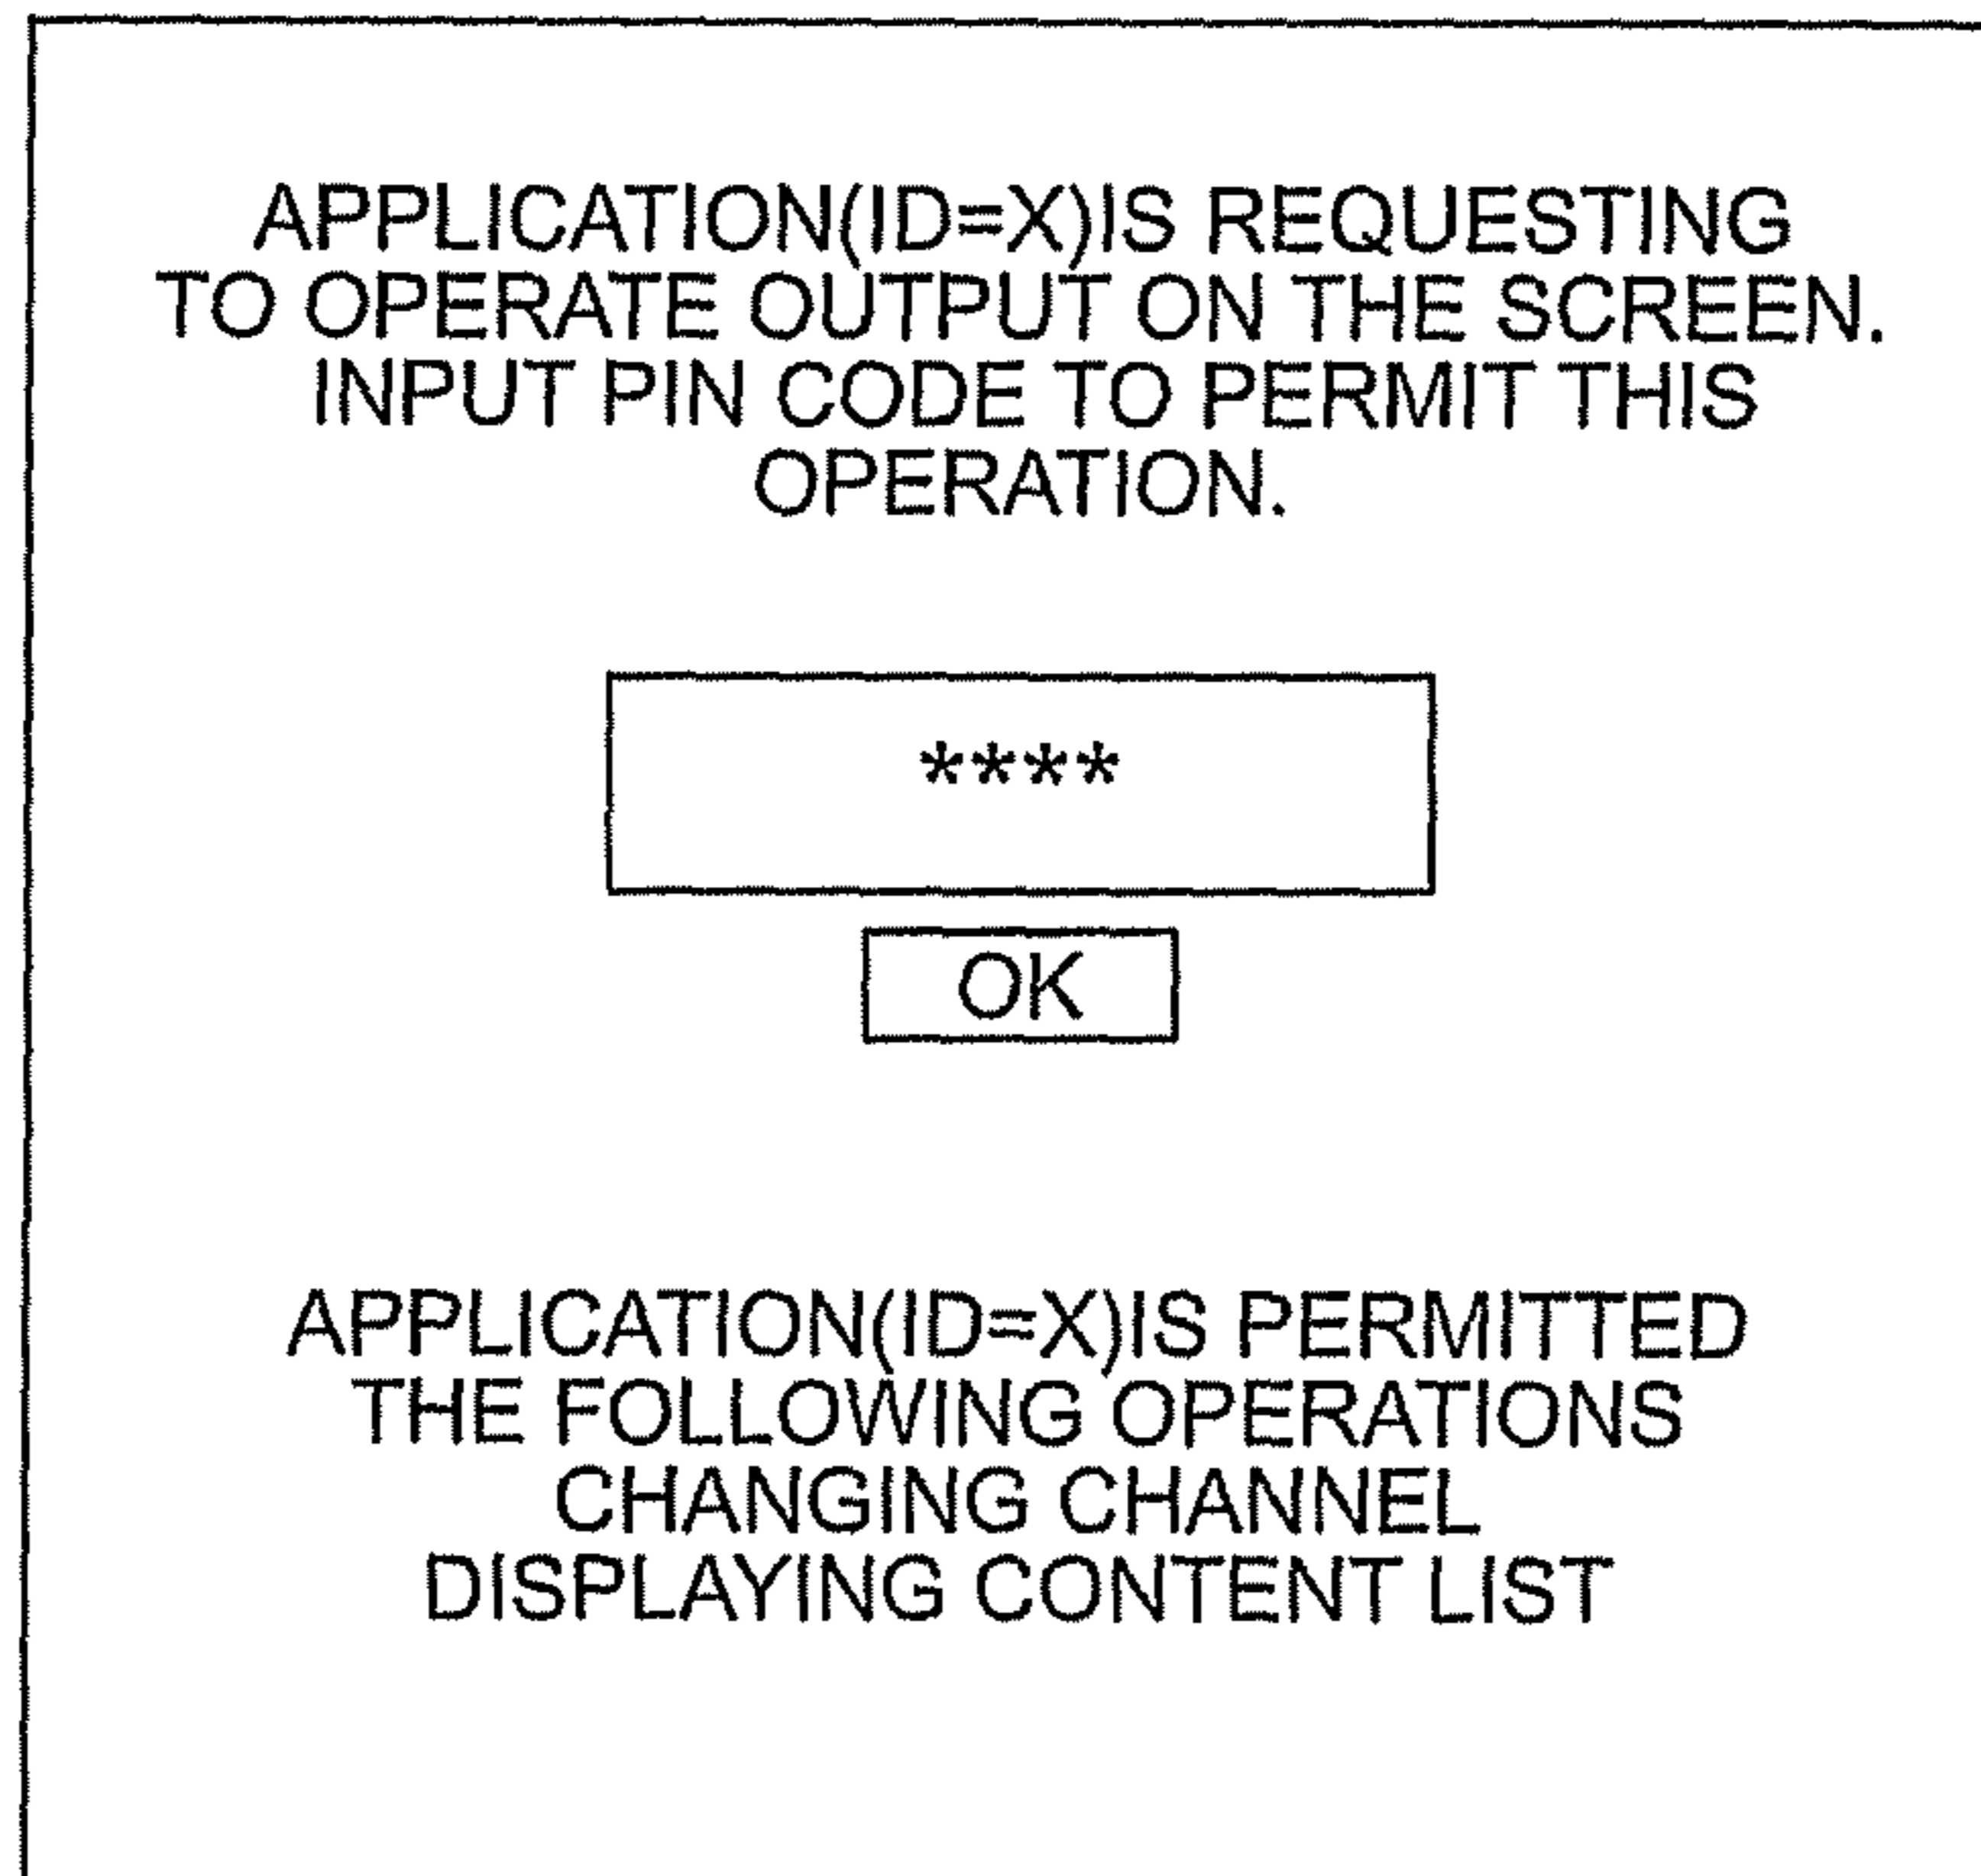 APPLICATION(ID=X)IS REQUESTING
TO OPERATE OUTPUT ON THE SCREEN.
INPUT PIN CODE TO PERMIT THIS
OPERATION.
****
OK
APPLICATION(ID=X)IS PERMITTED
THE FOLLOWING OPERATIONS
CHANGING CHANNEL
DISPLAYING CONTENT LIST